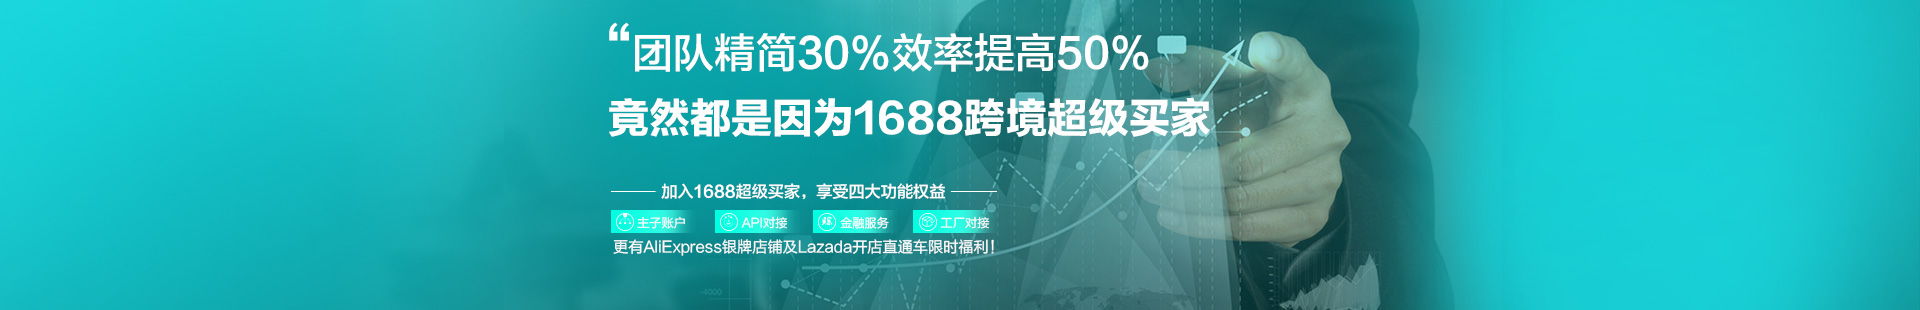 “团队精简30%效率提高50%
竟然都是因为1688跨境超级买家
加入1688超级买家，享受四大功能权益
主子账户 API对接 金融服务 工厂对接
更有AliExpress银牌店铺及Lazada开店直通车限时福利！
-4000